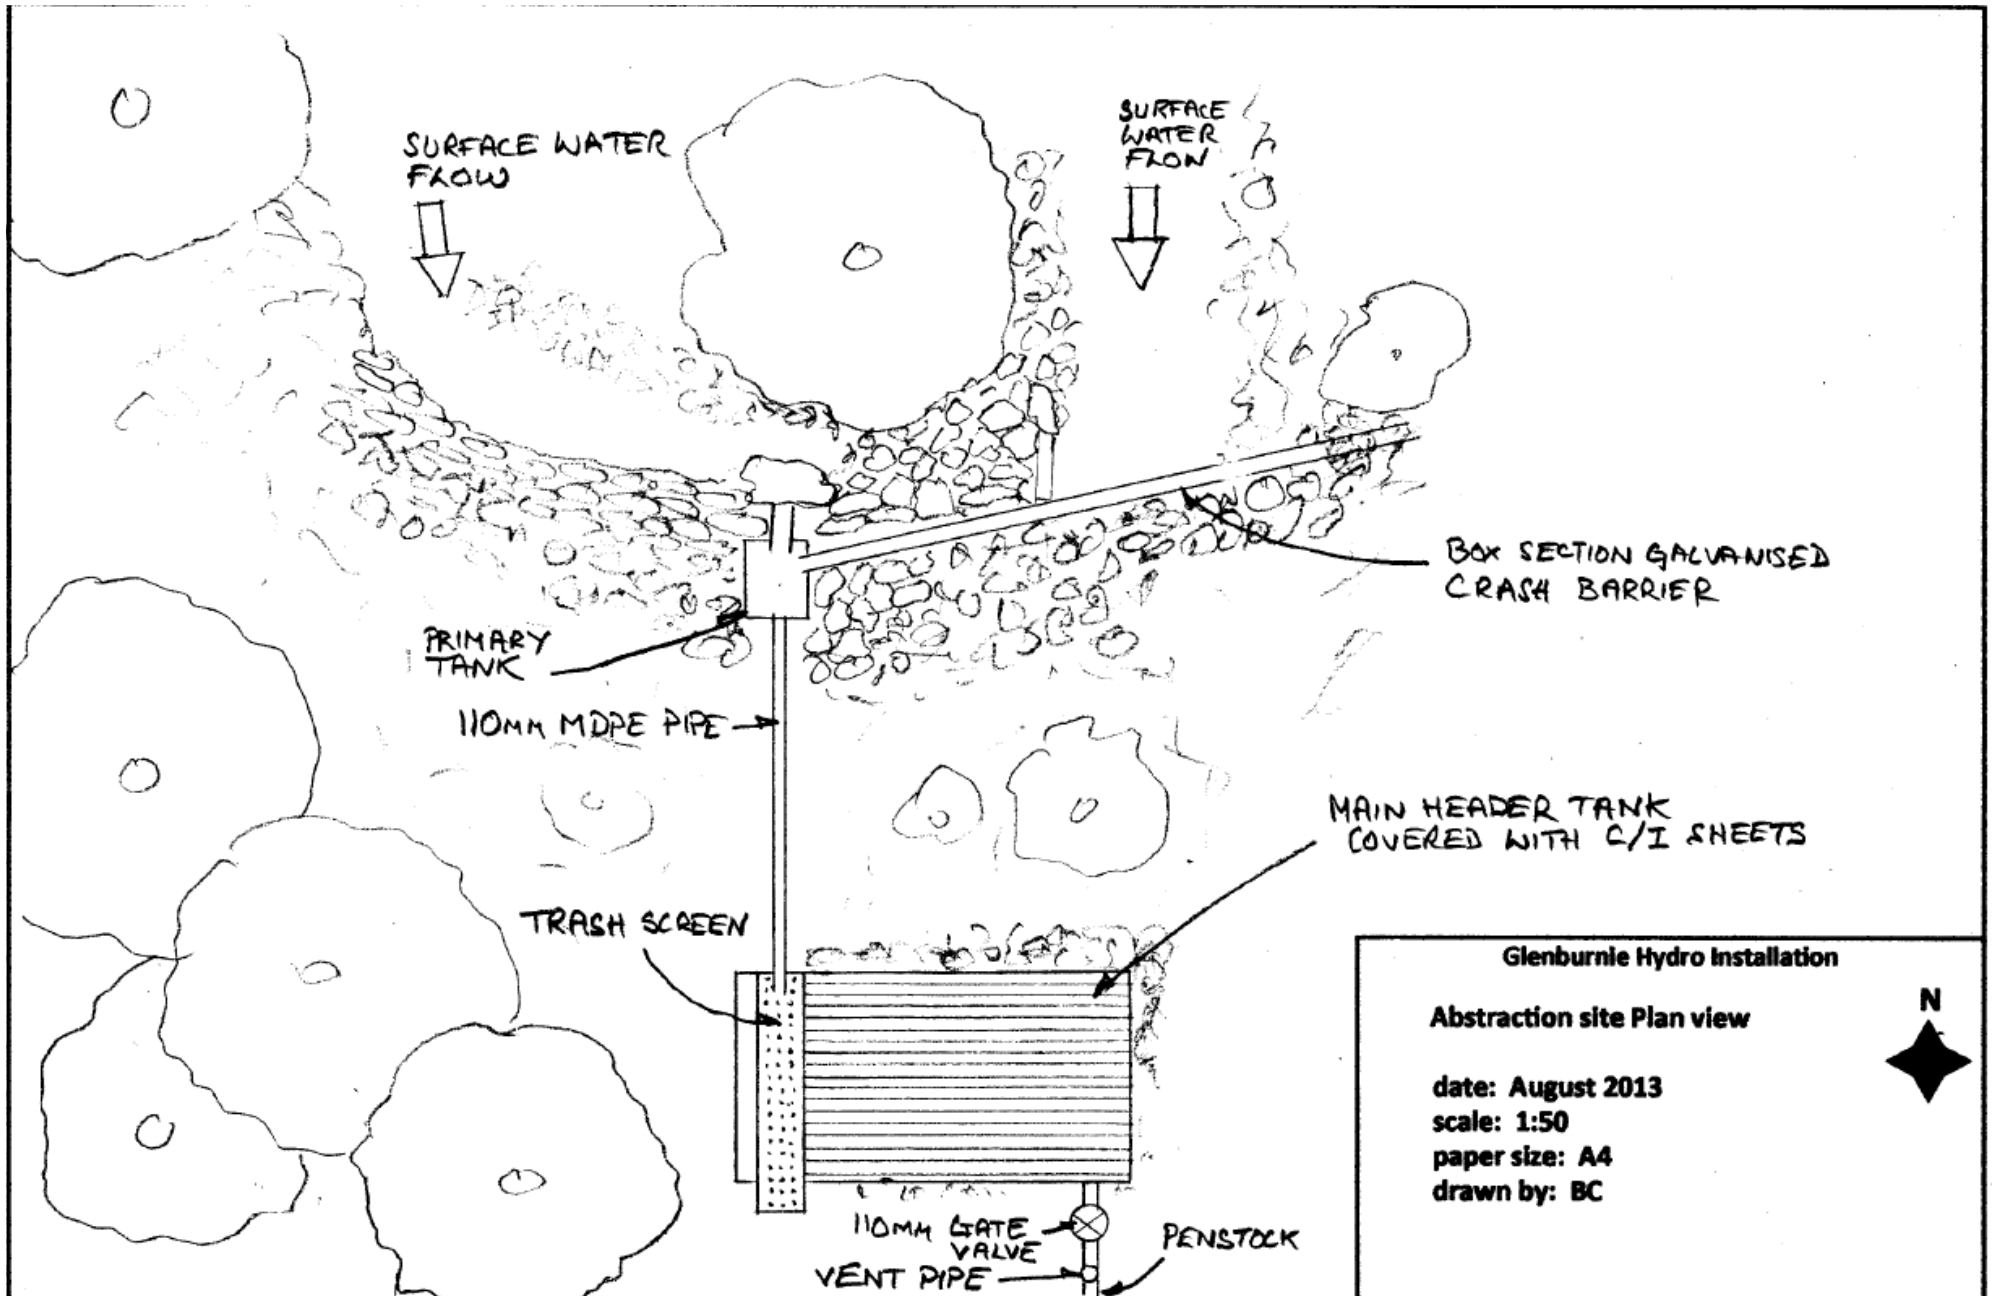 SURFACE WATER
FLOW
SURFACE
WATER
FLOW
BOX SECTION GALVANISED
CRASH BARRIER
PRIMARY
TANK
110MM MDPE PIPE
MAIN HEADER TANK
COVERED WITH C/I SHEETS
TRASH SCREEN
Glenburnie Hydro Installation
Abstraction site Plan view
N
date: August 2013
scale: 1:50
paper size: A4
drawn by: BC
110MM GATE
VALVE
PENSTOCK
VENT PIPE